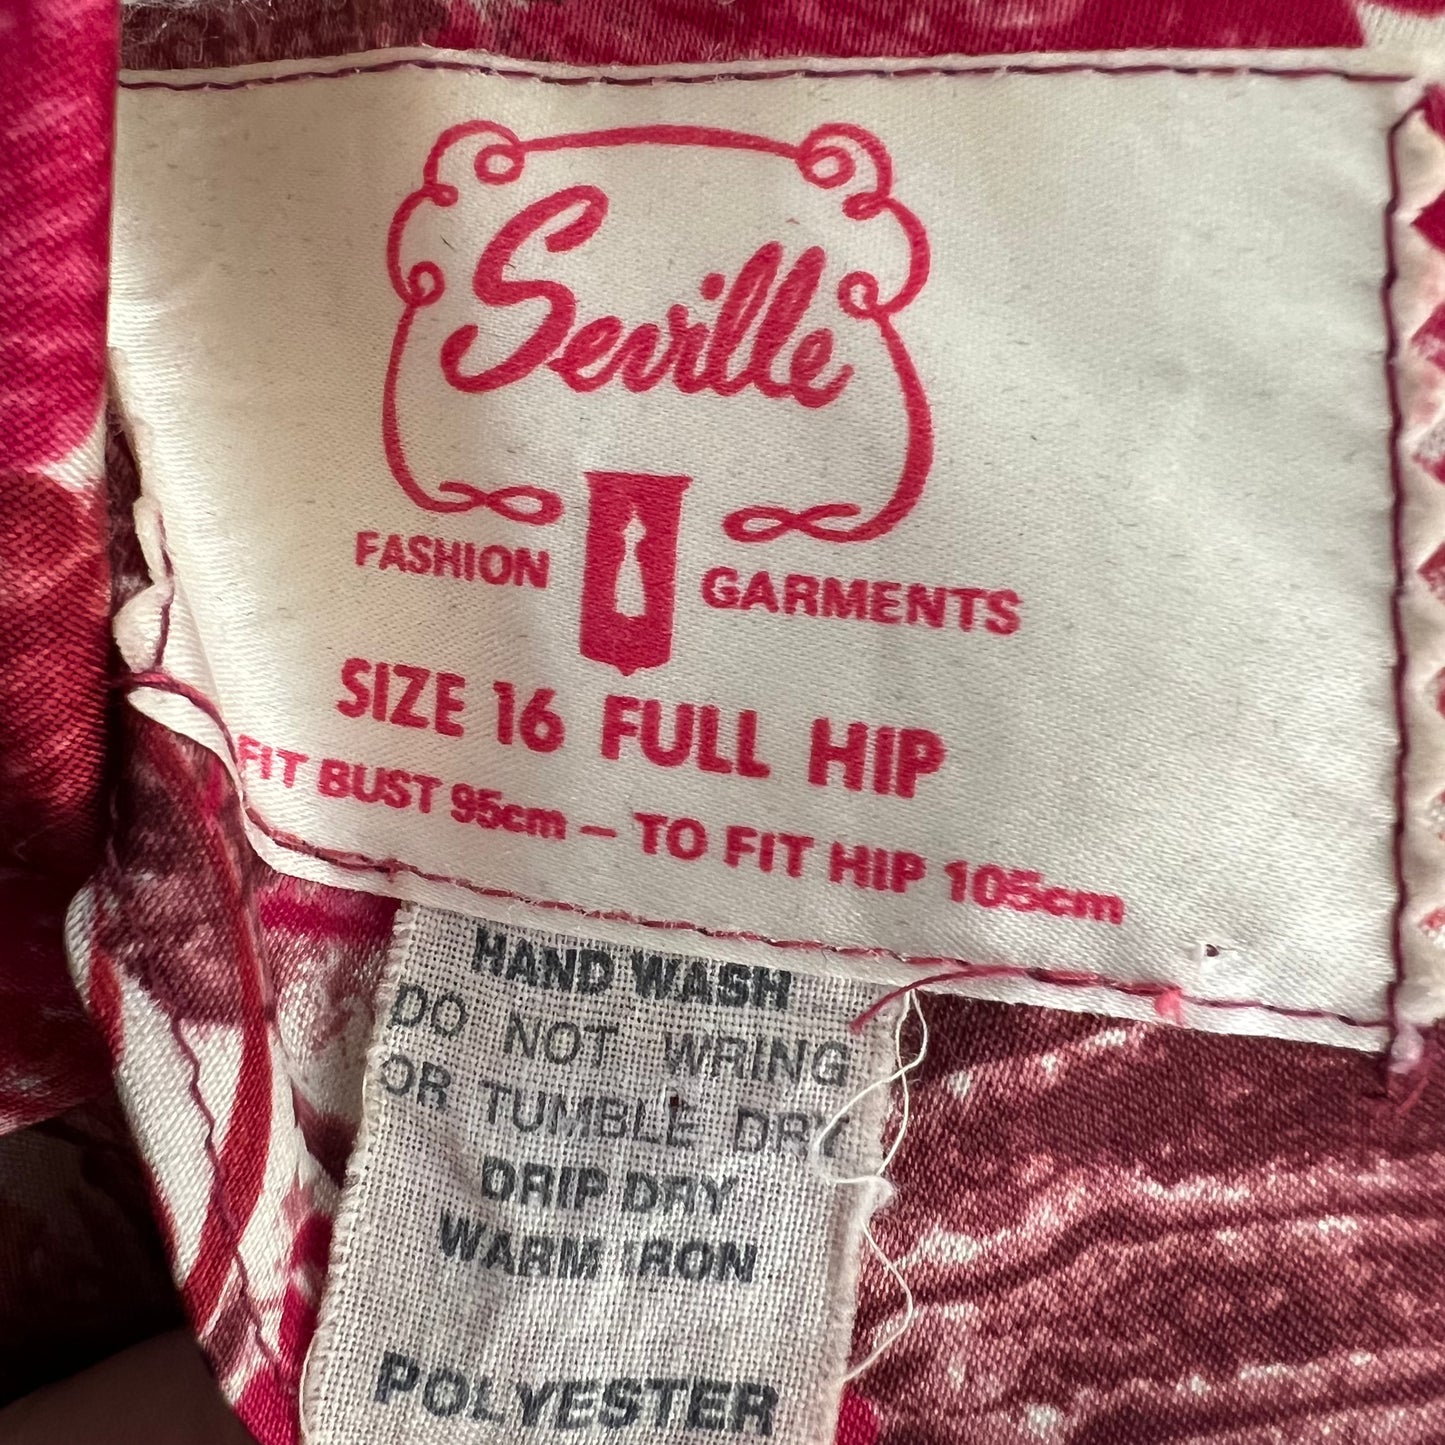 Seville
FASHION GARMENTS
SIZE 16 FULL HIP
FIT BUST 95cm – TO FIT HIP 105cm
HAND WASH
DO NOT WRING
OR TUMBLE DRY
DRIP DRY
WARM IRON
POLYESTER